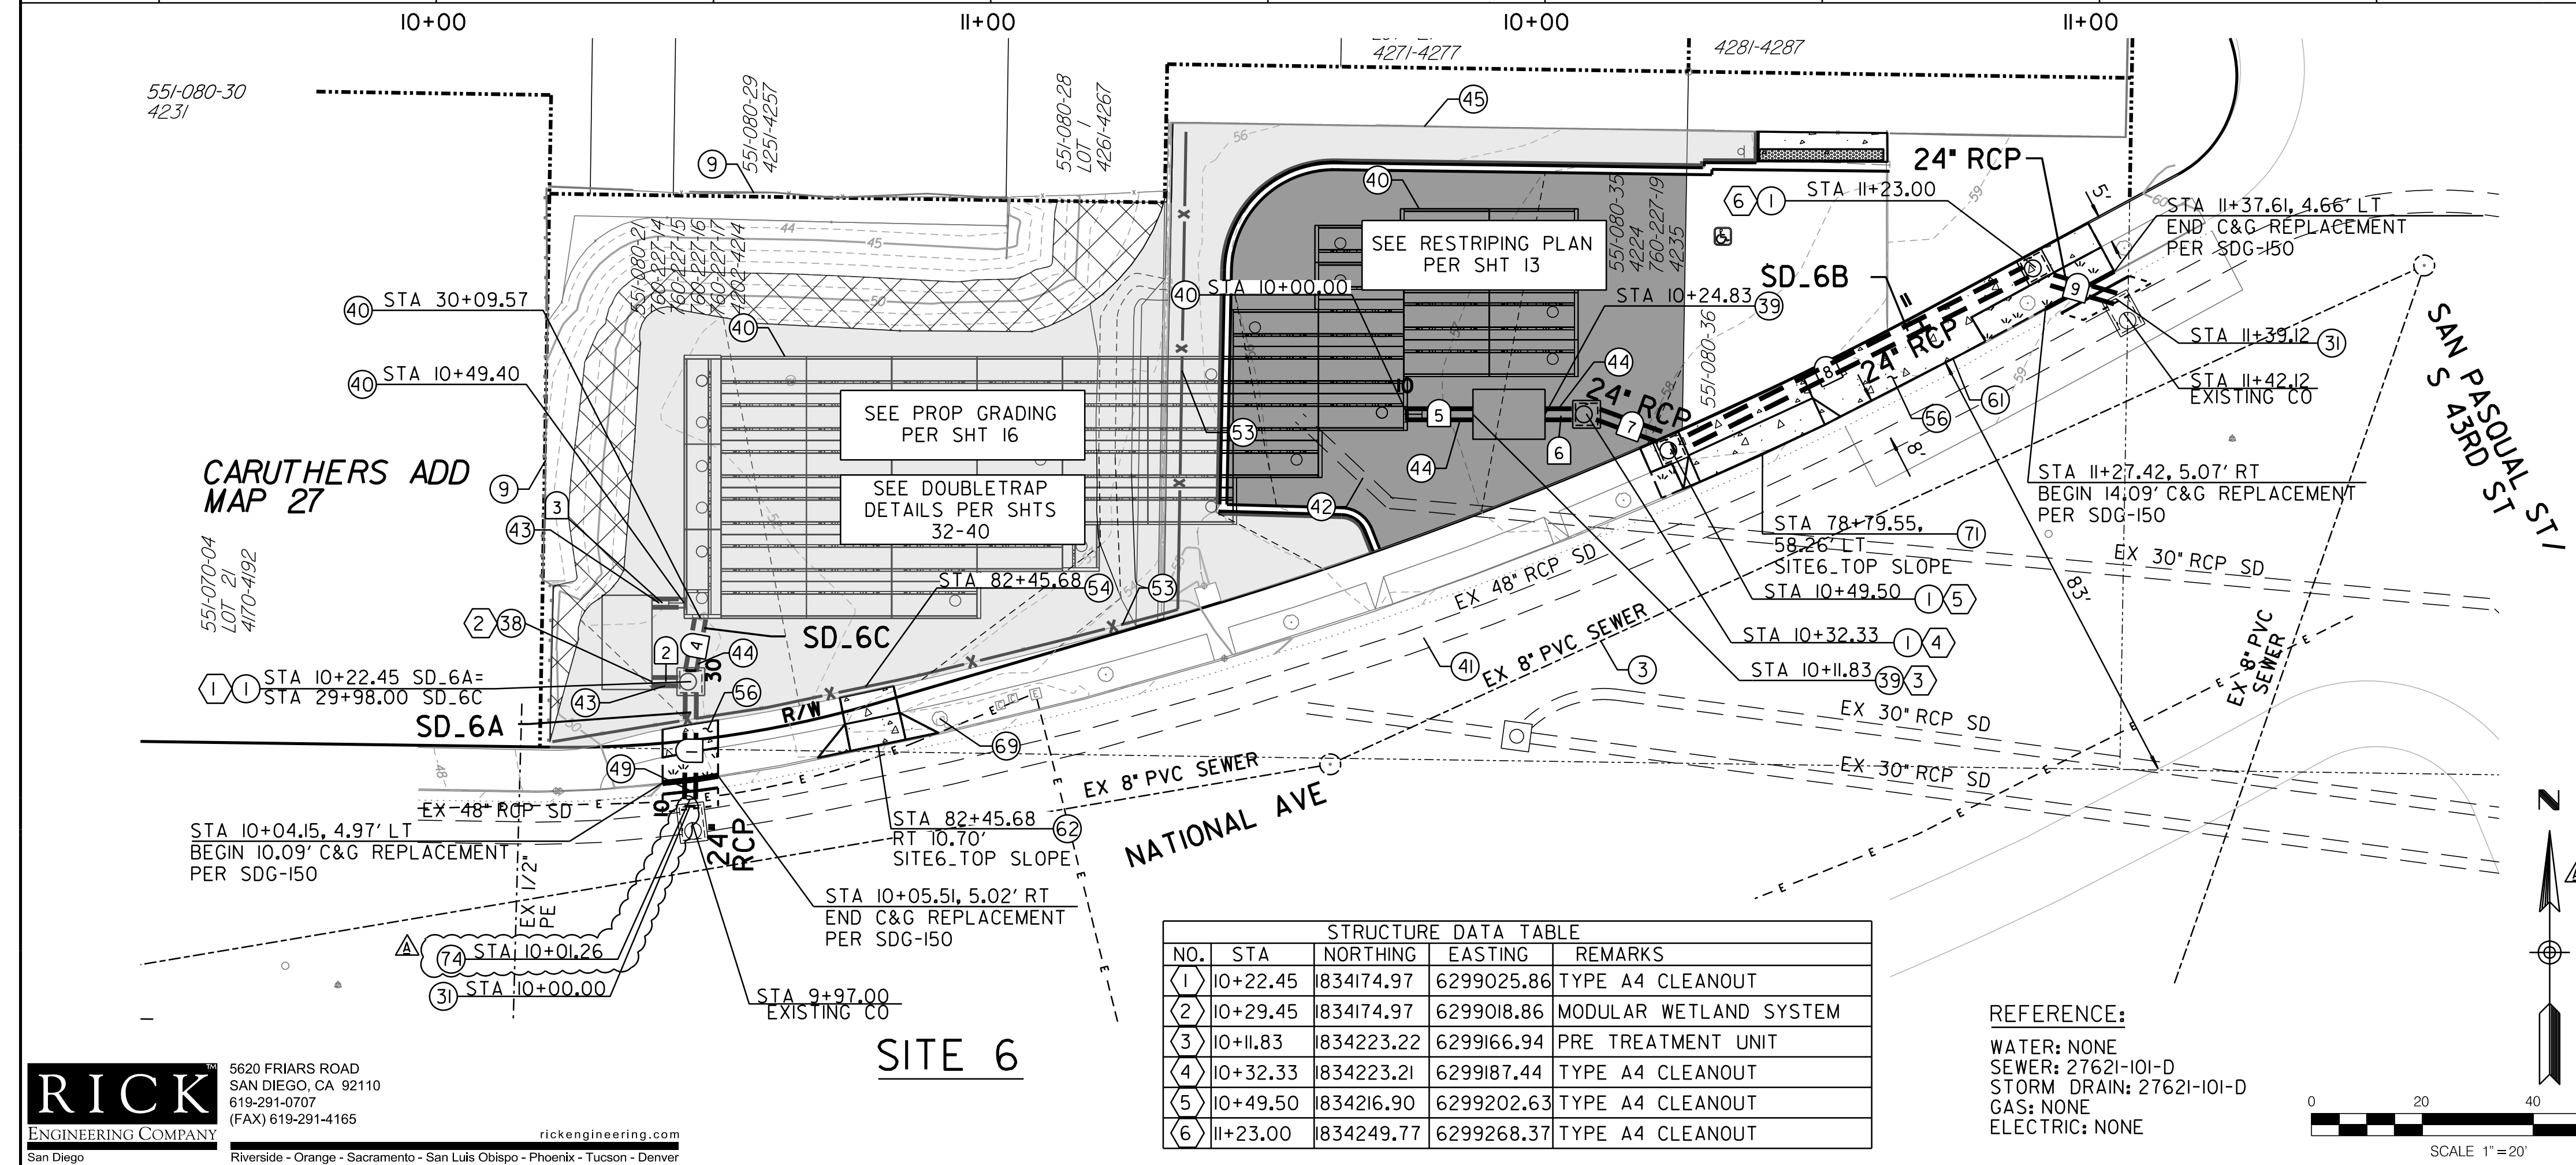 10+00
11+00
10+00
11+00
4271-4277
4281-4287
551-080-30
4231
551-080-29
4251-4257
551-080-28
LOT 1
4261-4267
9
45
56
40
24" RCP
6
1
STA 11+23.00
5'
60
59
STA 11+37.61, 4.66' LT
END C&G REPLACEMENT
PER SDG-150
SEE RESTRIPING PLAN
PER SHT 13
551-080-35
4224
760-227-19
4235
44
45
50
551-080-21
760-227-14
760-227-15
760-227-16
760-227-17
4202-4214
SD_6B
40
STA 30+09.57
40
40
STA 10+00.00
STA 10+24.83
39
11
9
STA 11+39.12
31
SAN PASQUAL ST/
S 43RD ST
551-080-36
40
STA 10+49.40
44
24" RCP
8
24" RCP
59
STA 11+42.12
EXISTING CO
10
5
6
7
58
56
61
SEE PROP GRADING
PER SHT 16
53
44
8'
CARUTHERS ADD
MAP 27
9
SEE DOUBLETRAP
DETAILS PER SHTS
32-40
42
STA 11+27.42, 5.07' RT
BEGIN 14.09' C&G REPLACEMENT
PER SDG-150
3
43
551-070-04
LOT 21
4170-4192
STA 78+79.55,
58.26' LT
SITE6_TOP SLOPE
71
EX 30" RCP SD
EX 48" RCP SD
83'
STA 82+45.68
54
53
54
STA 10+49.50
1
5
2
38
2
4
44
30
SD_6C
EX 8" PVC SEWER
STA 10+32.33
1
4
41
3
STA 10+11.83
39
3
EX 8" PVC
SEWER
1
1
STA 10+22.45 SD_6A=
STA 29+98.00 SD_6C
43
56
SD_6A
R/W
EX 30" RCP SD
69
1
49
48
10
EX 48" RCP SD
EX 8" PVC SEWER
EX 30" RCP SD
NATIONAL AVE
STA 10+04.15, 4.97' LT
BEGIN 10.09' C&G REPLACEMENT
PER SDG-150
24"
RCP
STA 82+45.68
RT 10.70'
SITE6_TOP SLOPE
62
EX 1/2"
PE
STA 10+05.51, 5.02' RT
END C&G REPLACEMENT
PER SDG-150
A
74
STA 10+01.26
31
STA 10+00.00
STA 9+97.00
EXISTING CO
N
STRUCTURE DATA TABLE
NO. STA NORTHING EASTING REMARKS
1 10+22.45 1834174.97 6299025.86 TYPE A4 CLEANOUT
2 10+29.45 1834174.97 6299018.86 MODULAR WETLAND SYSTEM
3 10+11.83 1834223.22 6299166.94 PRE TREATMENT UNIT
4 10+32.33 1834223.21 6299187.44 TYPE A4 CLEANOUT
5 10+49.50 1834216.90 6299202.63 TYPE A4 CLEANOUT
6 11+23.00 1834249.77 6299268.37 TYPE A4 CLEANOUT
REFERENCE:
WATER: NONE
SEWER: 27621-101-D
STORM DRAIN: 27621-101-D
GAS: NONE
ELECTRIC: NONE
0 20 40
SCALE 1"=20'
SITE 6
RICK™
ENGINEERING COMPANY
5620 FRIARS ROAD
SAN DIEGO, CA 92110
619-291-0707
(FAX) 619-291-4165
rickengineering.com
San Diego
Riverside - Orange - Sacramento - San Luis Obispo - Phoenix - Tucson - Denver